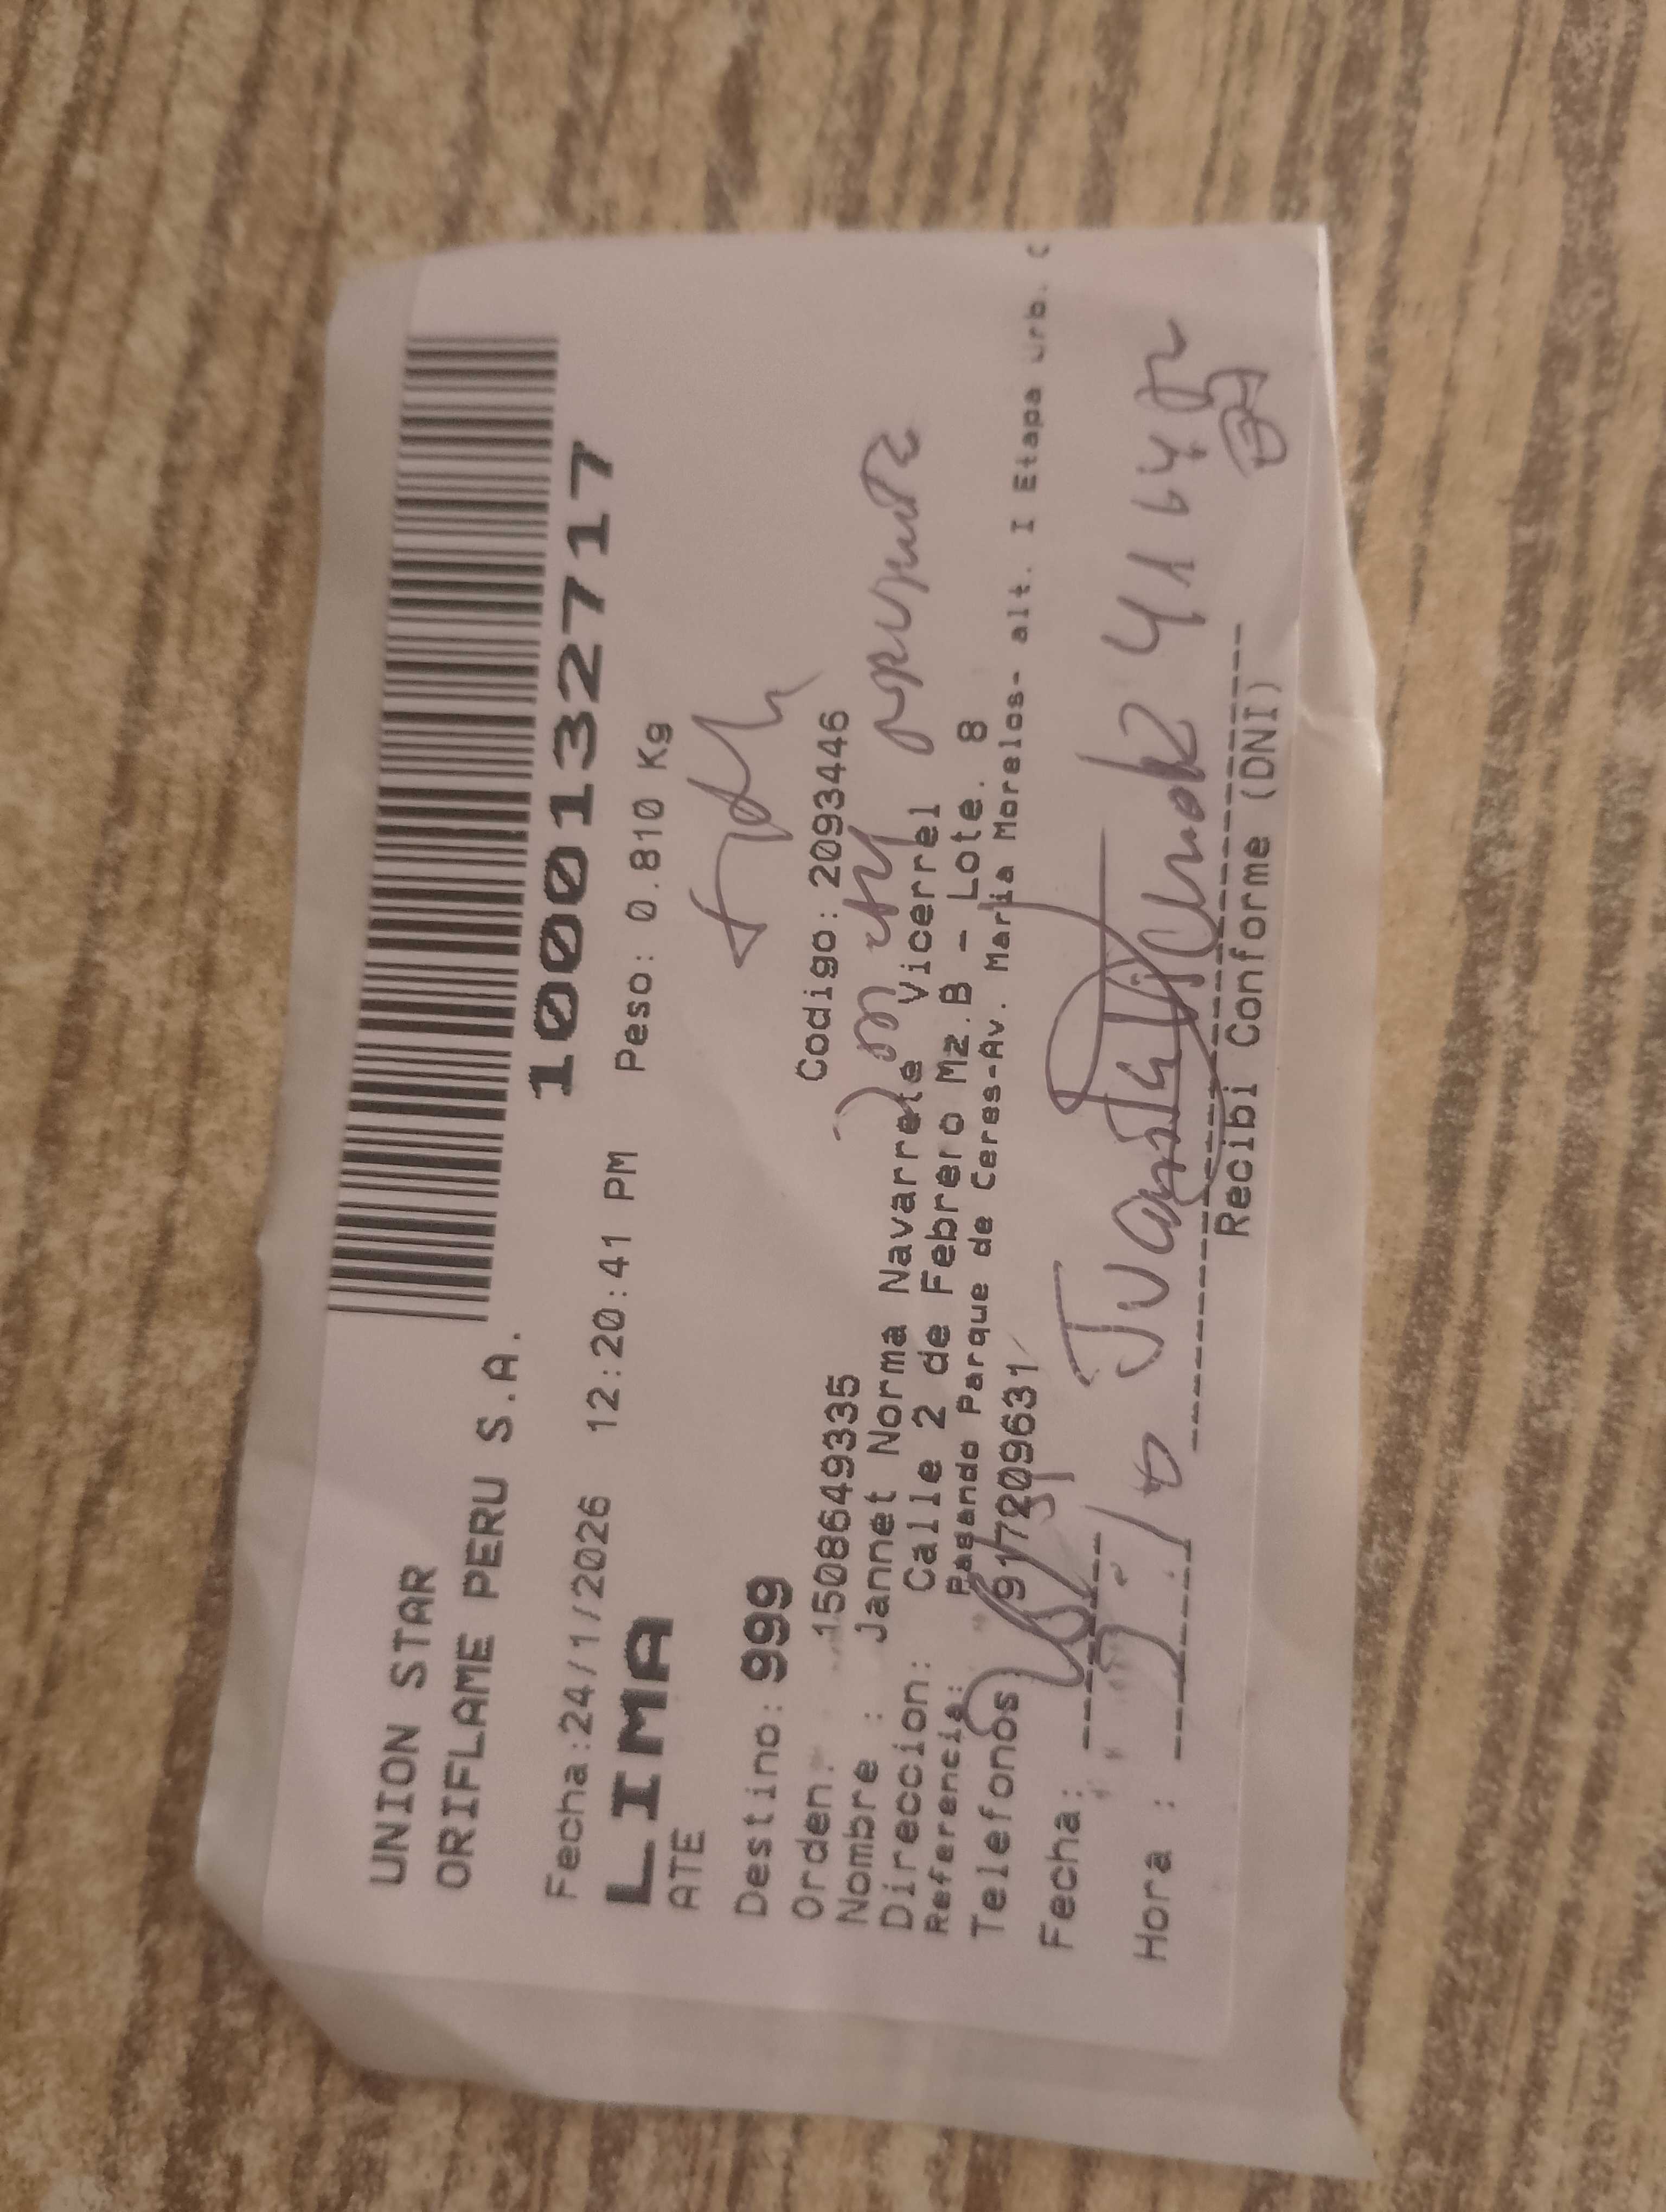 UNION STAR
ORIFLAME PERU S.A.
1000132717
Fecha:24/1/2026 12:20:41 PM Peso: 0.810 Kg
LIMA
ATE
Destino: 999
Orden: 1508649335 Codigo: 2093446
Nombre : Jannet Norma Navarrete Vicerrel
Direccion: Calle 2 de Febrero Mz.B - Lote. 8
Referencia: Pasando Parque de Ceres-Av. Maria Morelos- alt. I Etapa urb. C
Telefonos 917209631
Fecha:
Hora :
Recibi Conforme (DNI)